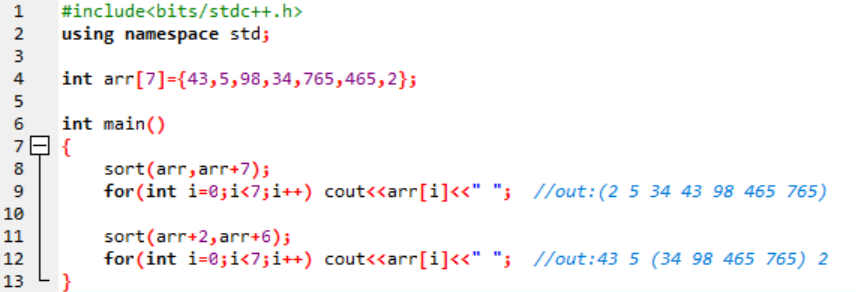 1 #include<bits/stdc++.h>
2 using namespace std;
3
4 int arr[7]={43,5,98,34,765,465,2};
5
6 int main()
7 {
8 sort(arr,arr+7);
9 for(int i=0;i<7;i++) cout<<arr[i]<<" "; //out:(2 5 34 43 98 465 765)
10
11 sort(arr+2,arr+6);
12 for(int i=0;i<7;i++) cout<<arr[i]<<" "; //out:43 5 (34 98 465 765) 2
13 }